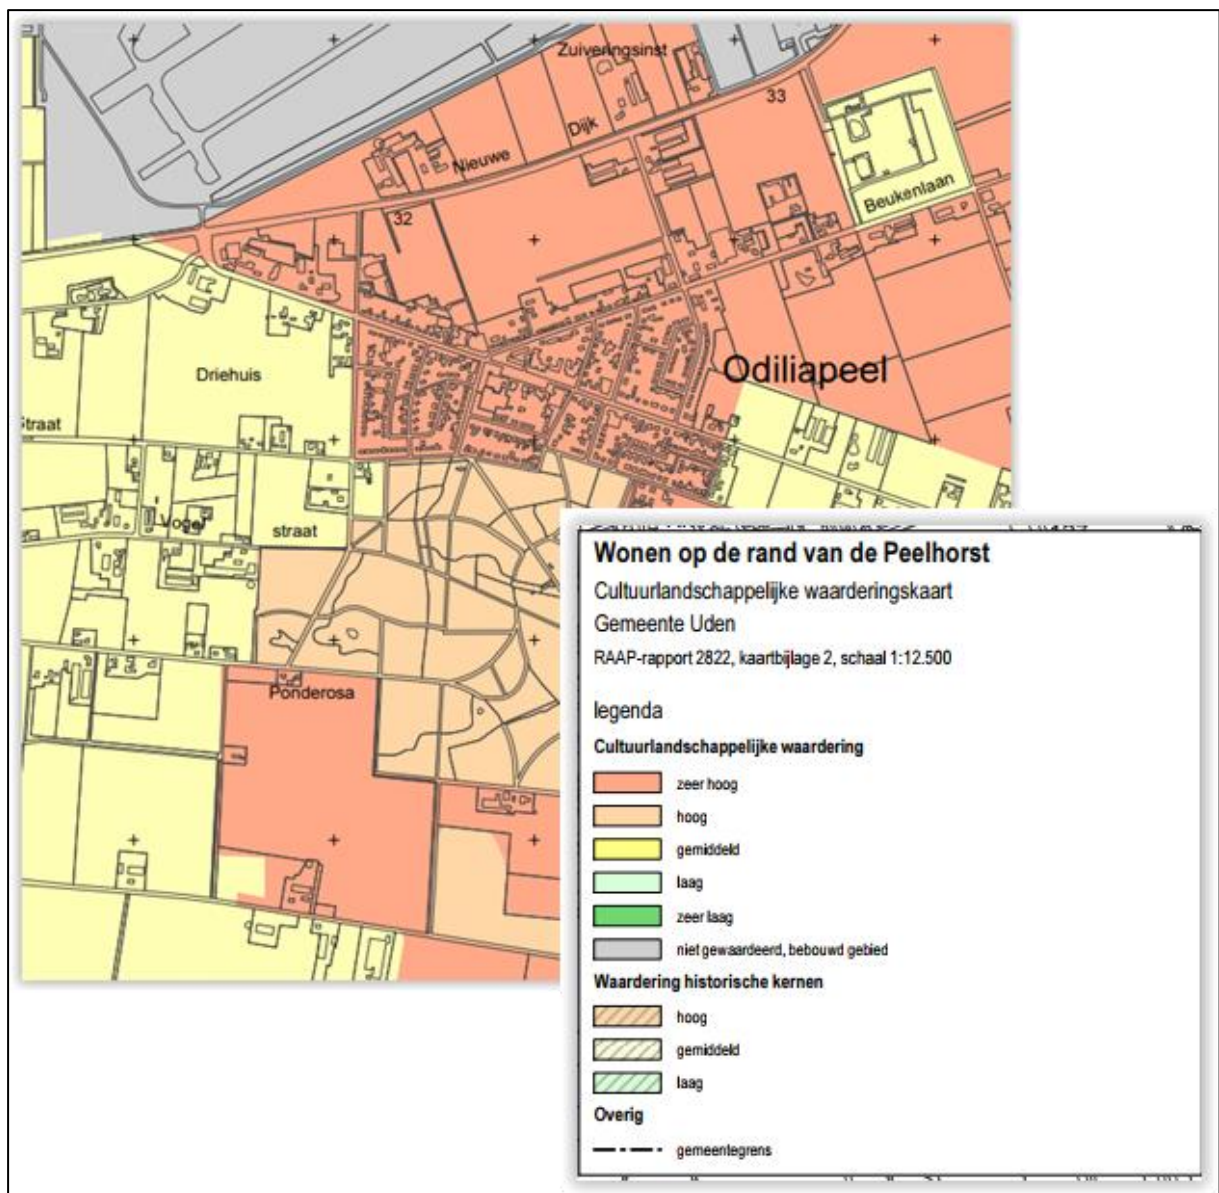 Zuiveringsinst
33
Dijk
Nieuwe
Beukenlaan
32
Driehuis
Odiliapeel
Straat
Vogel
straat
Ponderosa
Wonen op de rand van de Peelhorst
Cultuurlandschappelijke waarderingskaart
Gemeente Uden
RAAP-rapport 2822, kaartbijlage 2, schaal 1:12.500
legenda
Cultuurlandschappelijke waardering
zeer hoog
hoog
gemiddeld
laag
zeer laag
niet gewaardeerd, bebouwd gebied
Waardering historische kernen
hoog
gemiddeld
laag
Overig
gemeentegrens